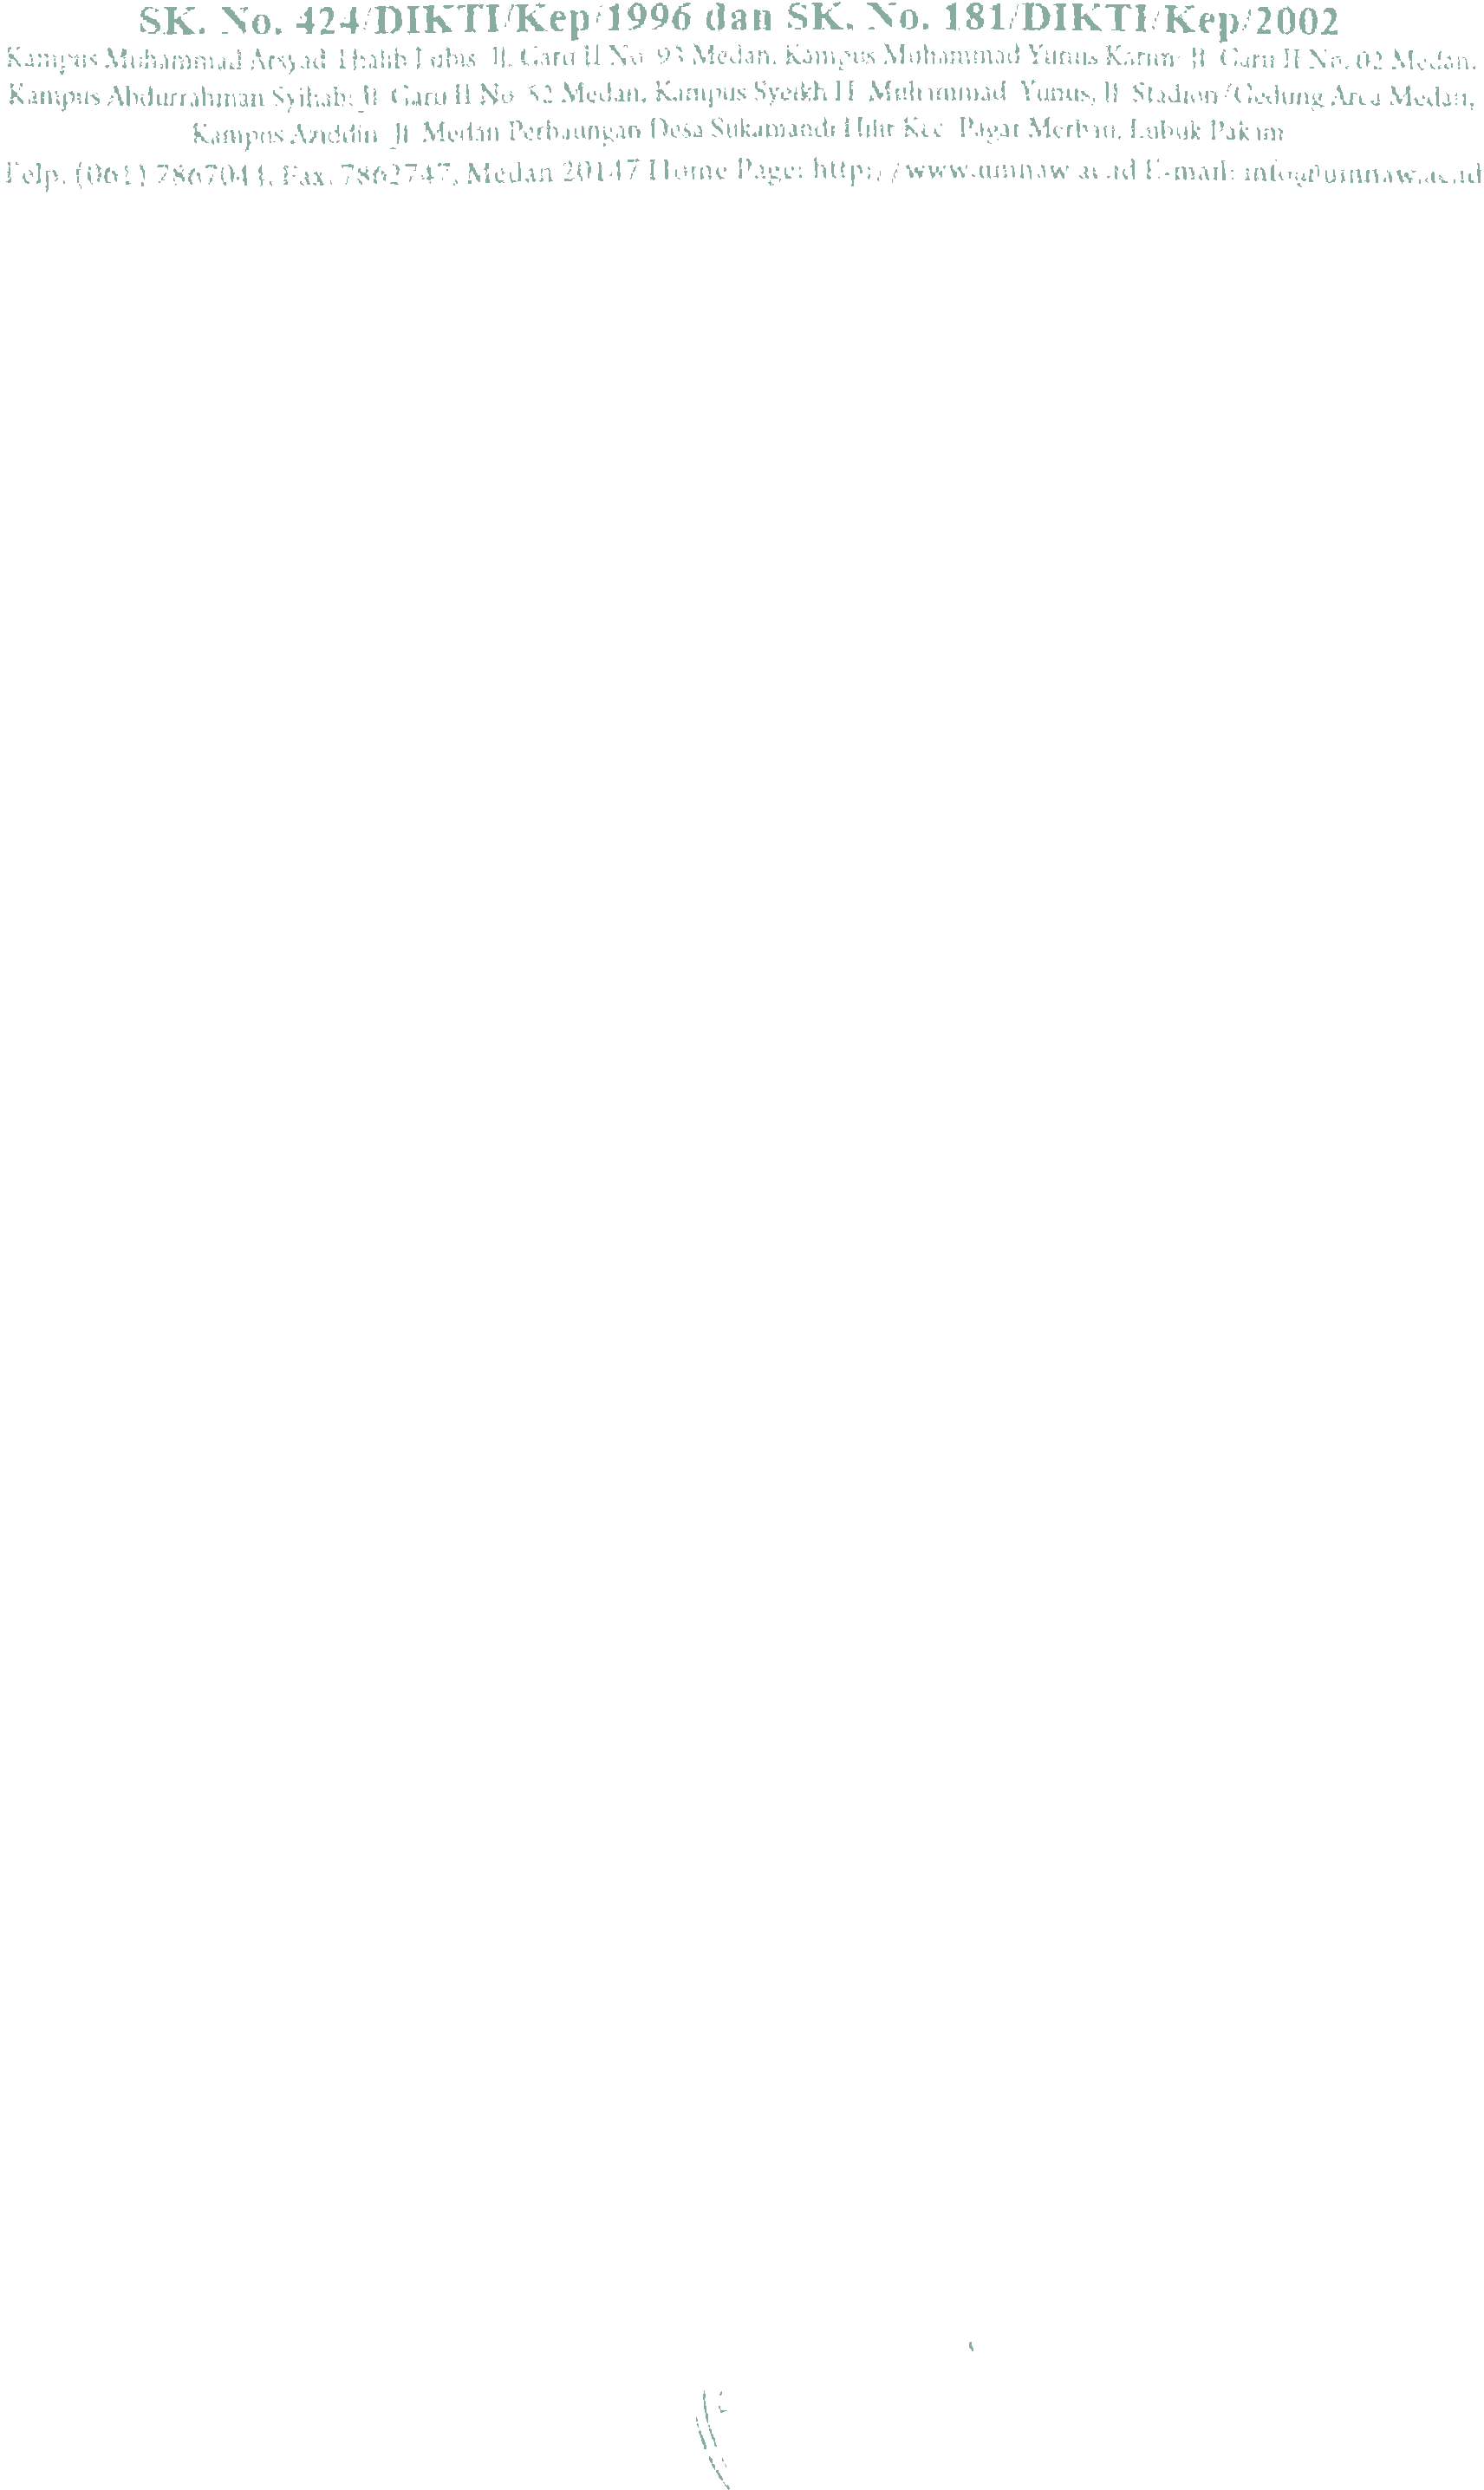 SK. No. 424/DIKTI/Kep/1996 dan SK. No. 181/DIKTI/Kep/2002
Kampus Muhammad Arsyad Thalib Lubis Jl. Garu II No. 93 Medan, Kampus Muhammad Yunus Karim: Jl Garu II No. 02 Medan,
Kampus Abdurrahman Syihab: Jl Garu II No 52 Medan, Kampus Syeikh H Muhammad Yunus, Jl Stadion/Gedung Arca Medan,
Kampus Aziddin Jl Medan Perbaungan Desa Sukamandi Hilir Kec Pagar Merbau, Lubuk Pakam
Telp. (061) 7867044, Fax. 7862747, Medan 20147 Home Page: http://www.umnaw.ac.id E-mail: info@umnaw.ac.id